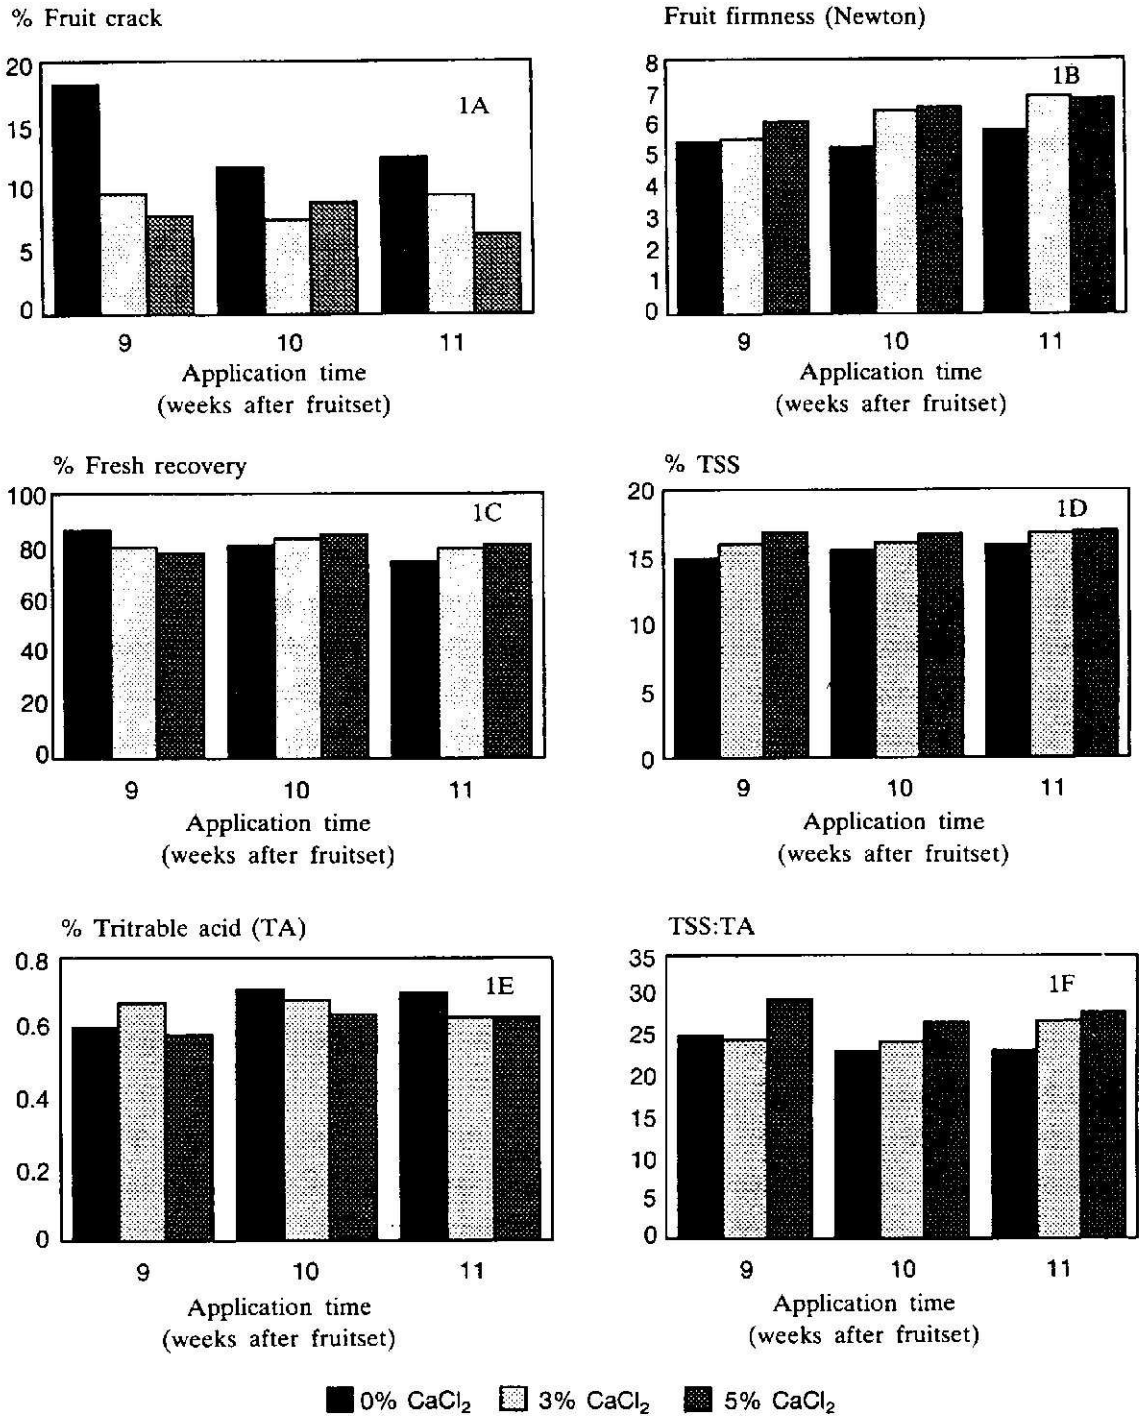 % Fruit crack
20
15
10
5
0
1A
9 10 11
Application time
(weeks after fruitset)
Fruit firmness (Newton)
8
7
6
5
4
3
2
1
0
1B
9 10 11
Application time
(weeks after fruitset)
% Fresh recovery
100
80
60
40
20
0
1C
9 10 11
Application time
(weeks after fruitset)
% TSS
20
15
10
5
0
1D
9 10 11
Application time
(weeks after fruitset)
% Tritrable acid (TA)
0.8
0.6
0.4
0.2
0
1E
9 10 11
Application time
(weeks after fruitset)
TSS:TA
35
30
25
20
15
10
5
0
1F
9 10 11
Application time
(weeks after fruitset)
0% CaCl₂ 3% CaCl₂ 5% CaCl₂